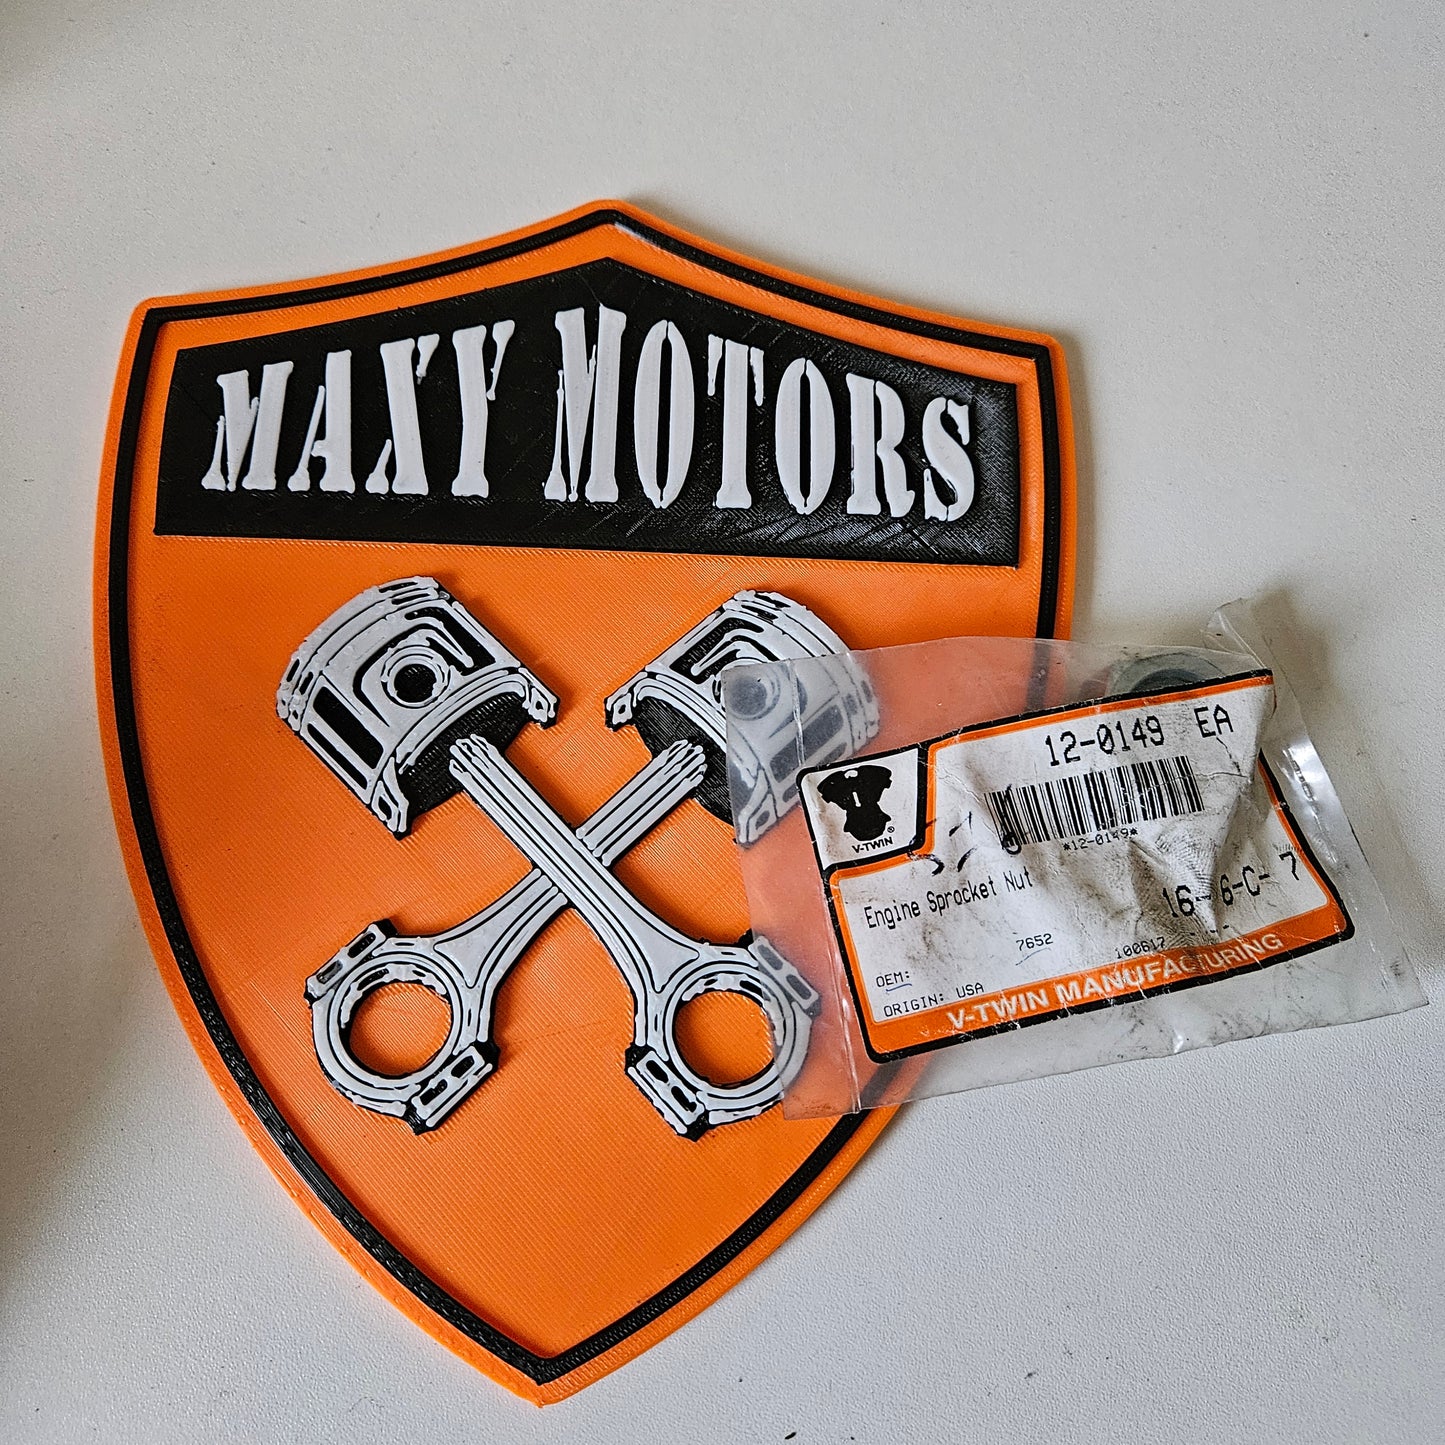 MAXY MOTORS
12-0149 EA
*12-0149*
V-TWIN
®
Engine Sprocket Nut
16- 6-C- 7
7652
100617
OEM:
ORIGIN: USA
V-TWIN MANUFACTURING